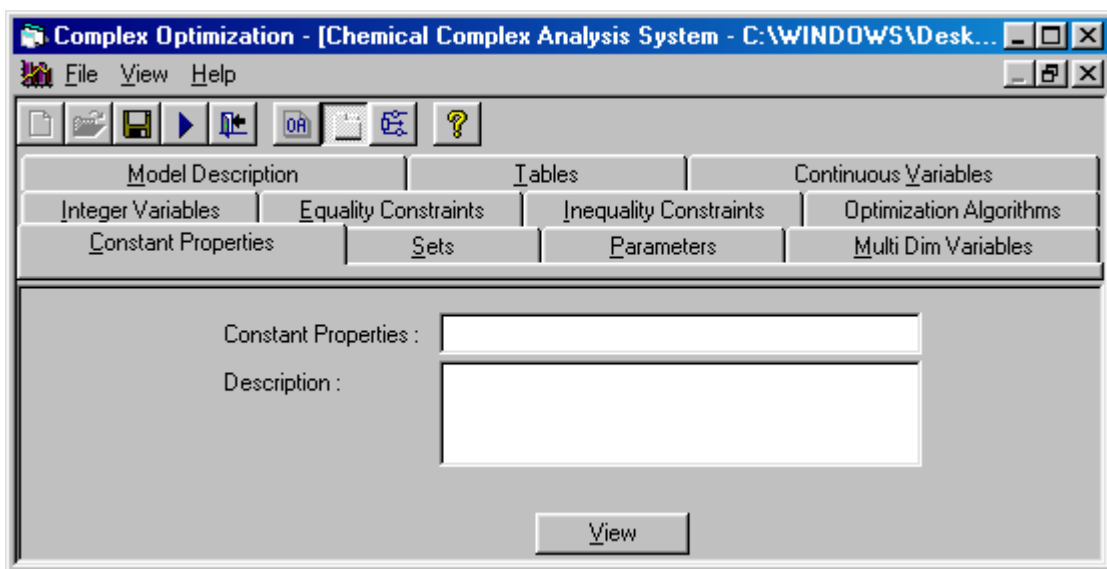 Complex Optimization - [Chemical Complex Analysis System - C:\WINDOWS\Desk...
File View Help
OA ?
Model Description Tables Continuous Variables
Integer Variables Equality Constraints Inequality Constraints Optimization Algorithms
Constant Properties Sets Parameters Multi Dim Variables
Constant Properties :
Description :
View